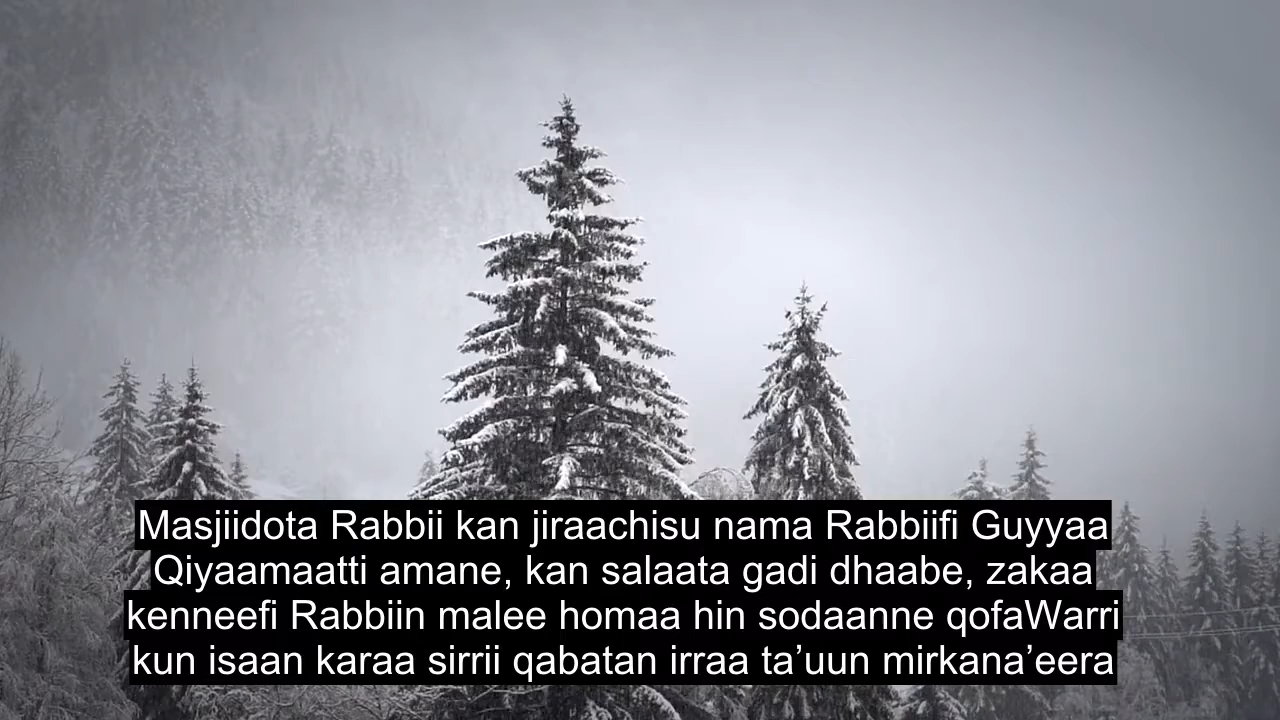 Masjiidota Rabbii kan jiraachisu nama Rabbiifi Guyyaa
Qiyaamaatti amane, kan salaata gadi dhaabe, zakaa
kenneefi Rabbiin malee homaa hin sodaanne qofaWarri
kun isaan karaa sirrii qabatan irraa ta’uun mirkana’eera